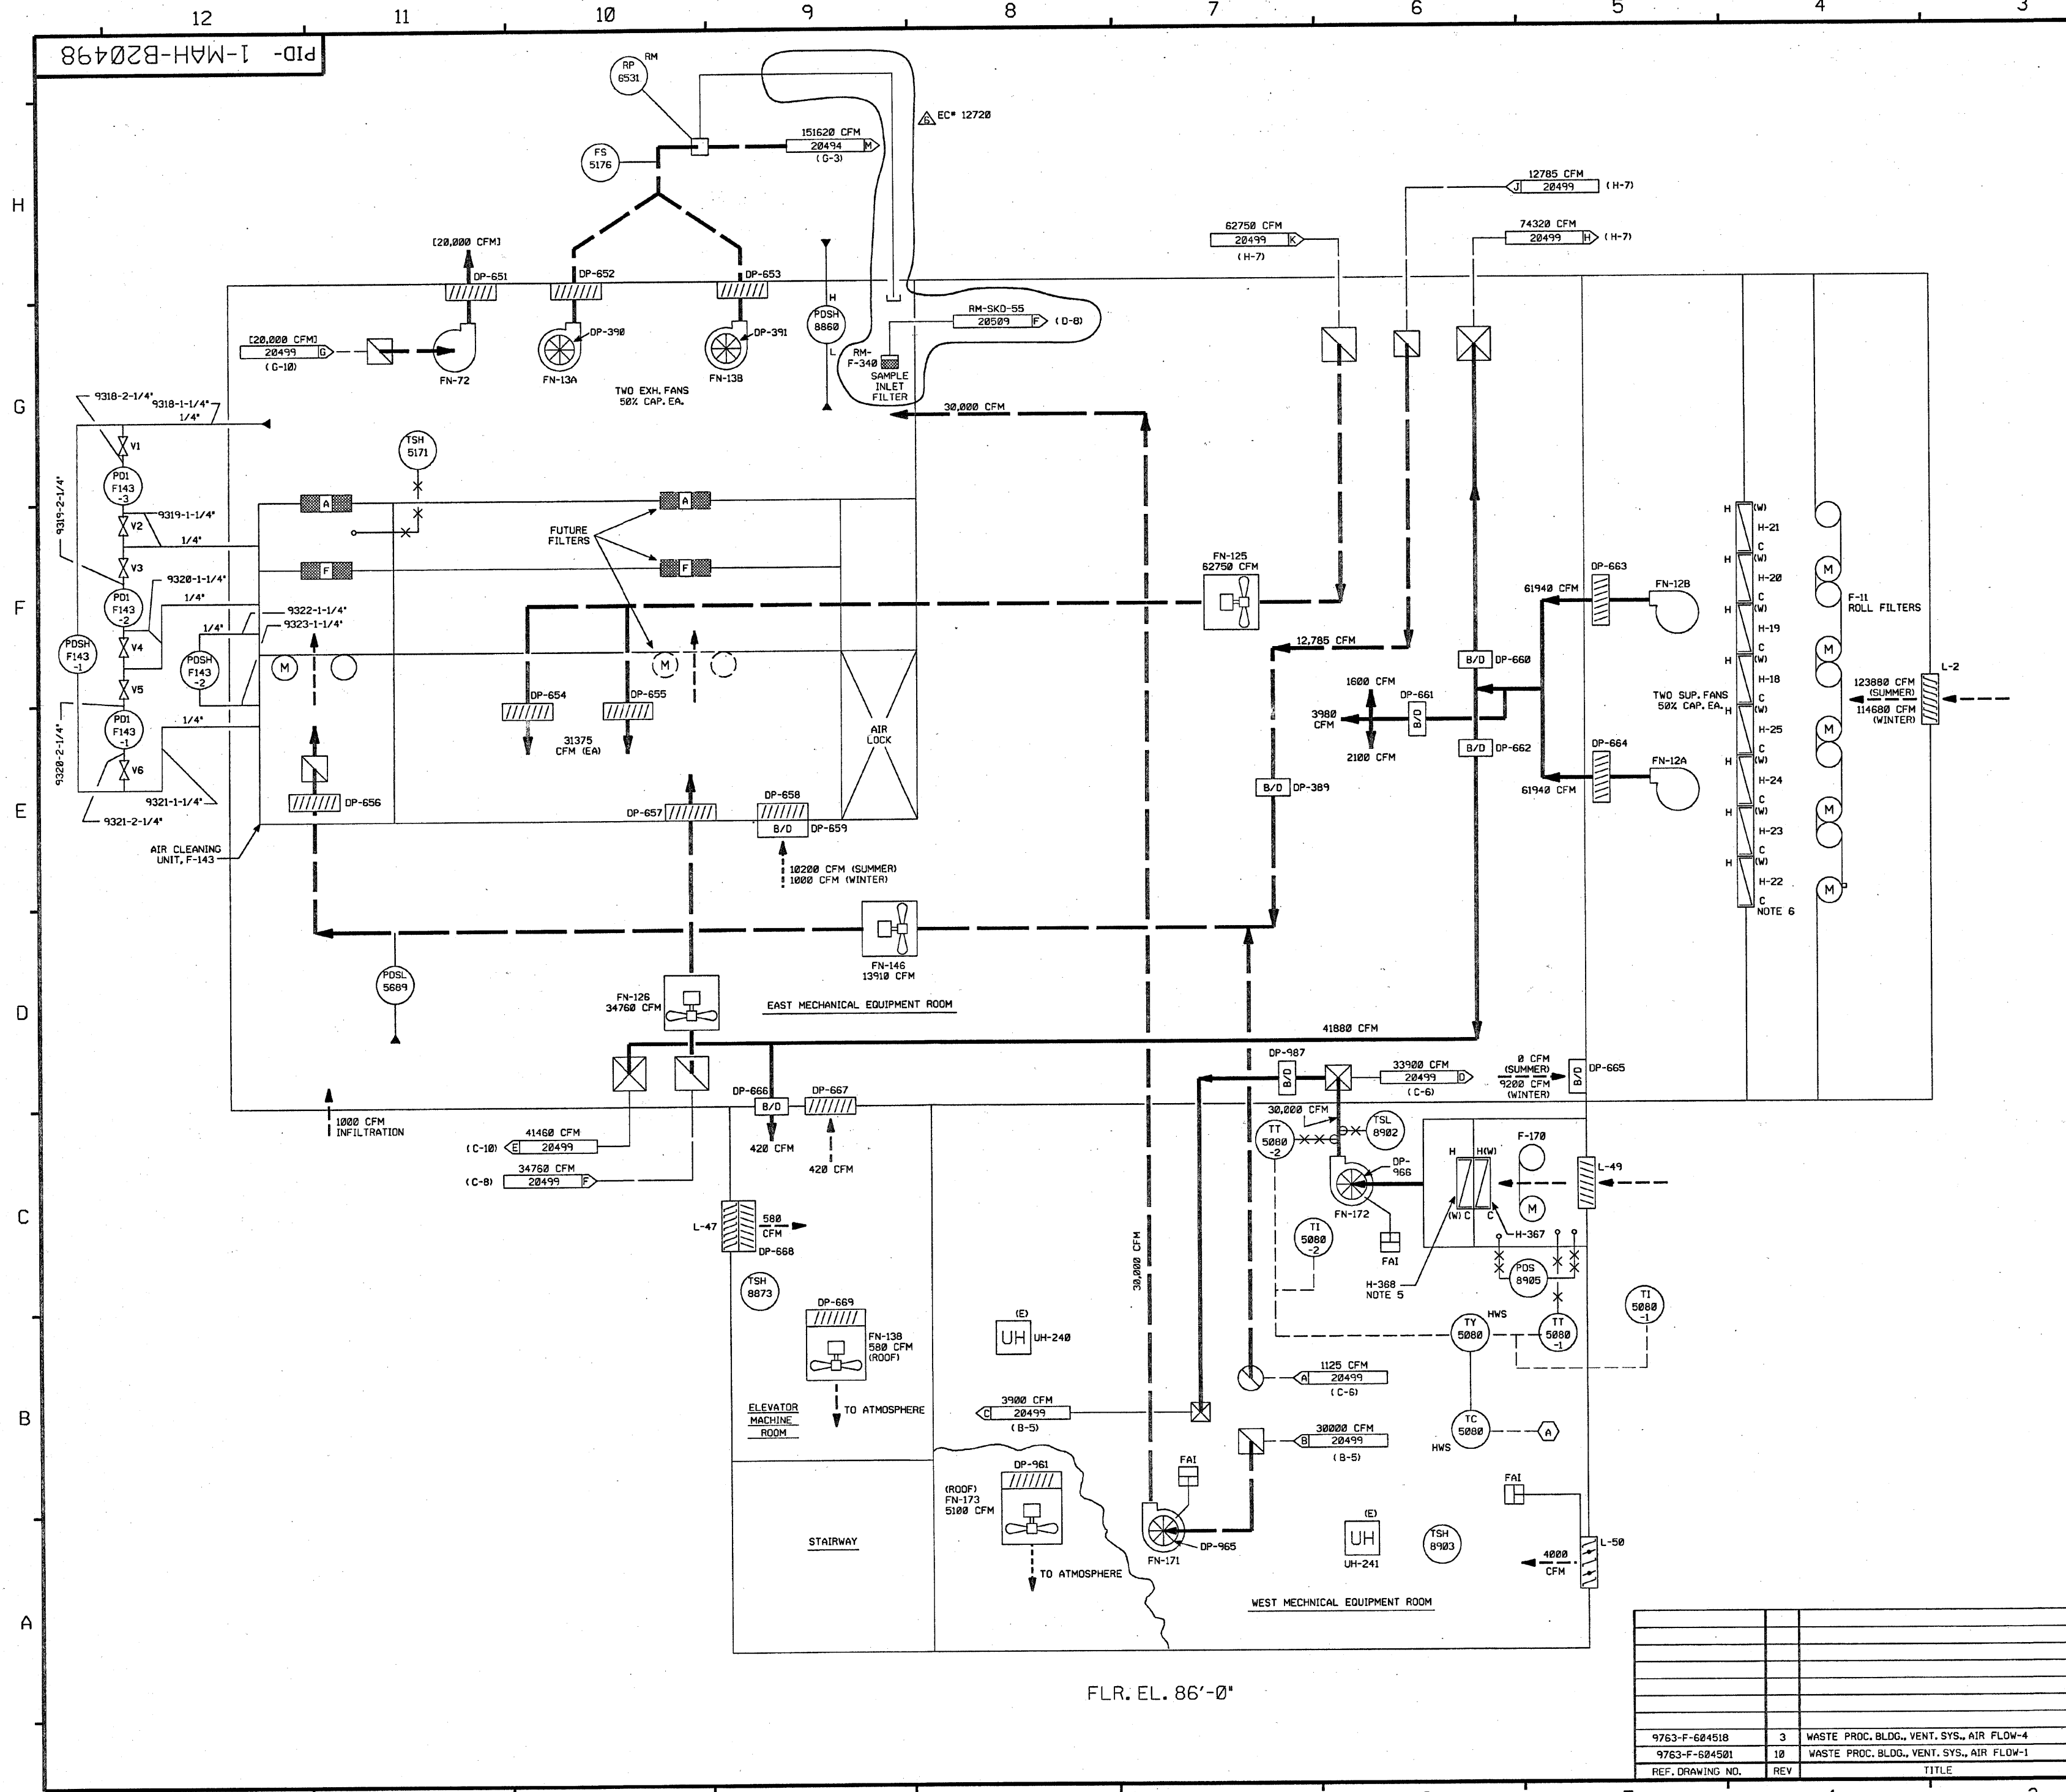 12 11 10 9 8 7 6 5 4 3
PID- 1-MAH-B20498
H
G
F
E
D
C
B
A
RP
6531
RM
FS
5176
151620 CFM
20494 M
(G-3)
6 EC# 12720
12785 CFM
J 20499 (H-7)
74320 CFM
20499 H (H-7)
62750 CFM
20499 K
(H-7)
[20,000 CFM]
DP-651
DP-652
DP-653
H
PDSH
8860
L
RM-SKD-55
20509 F (D-8)
RM-
F-340
SAMPLE
INLET
FILTER
[20,000 CFM]
20499 G
(G-10)
FN-72
DP-390
FN-13A
DP-391
FN-13B
TWO EXH. FANS
50% CAP. EA.
30,000 CFM
9318-2-1/4"
9318-1-1/4"
1/4"
V1
PDI
F143
-3
9319-2-1/4"
9319-1-1/4"
V2
1/4"
V3
9320-1-1/4"
PDI
F143
-2
1/4"
9322-1-1/4"
9323-1-1/4"
1/4"
PDSH
F143
-1
V4
PDSH
F143
-2
V5
1/4"
PDI
F143
-1
9320-2-1/4"
V6
9321-1-1/4"
9321-2-1/4"
AIR CLEANING
UNIT, F-143
TSH
5171
A
A
F
F
FUTURE
FILTERS
M
M
DP-654
DP-655
31375
CFM (EA)
AIR
LOCK
DP-656
DP-657
DP-658
B/D DP-659
10200 CFM (SUMMER)
1000 CFM (WINTER)
FN-125
62750 CFM
12,785 CFM
B/D DP-660
1600 CFM
DP-661
B/D
3980
CFM
2100 CFM
B/D DP-662
B/D DP-389
DP-663
61940 CFM
FN-12B
DP-664
61940 CFM
FN-12A
TWO SUP. FANS
50% CAP. EA.
H (W)
H-21
C
H (W)
H-20
C
H (W)
H-19
C
H (W)
H-18
C
H (W)
H-25
C
H (W)
H-24
C
H (W)
H-23
C
H (W)
H-22
C
NOTE 6
M
M
M
M
M
F-11
ROLL FILTERS
L-2
123880 CFM
(SUMMER)
114680 CFM
(WINTER)
FN-146
13910 CFM
PDSL
5689
FN-126
34760 CFM
EAST MECHANICAL EQUIPMENT ROOM
41880 CFM
1000 CFM
INFILTRATION
DP-666
B/D
DP-667
420 CFM
420 CFM
41460 CFM
(C-10) E 20499
34760 CFM
(C-8) 20499 F
DP-987
B/D
33900 CFM
20499 D
(C-6)
0 CFM
(SUMMER)
9200 CFM
(WINTER)
B/D
DP-665
30,000 CFM
TT
5080
-2
TSL
8902
DP-
966
FN-172
FAI
TI
5080
-2
H H(W)
(W) C C
F-170
M
L-49
H-367
H-368
NOTE 5
PDS
8905
TI
5080
-1
TY
5080
HWS
TT
5080
-1
TC
5080
HWS
A
L-47
580
CFM
DP-668
TSH
8873
DP-669
FN-138
580 CFM
(ROOF)
TO ATMOSPHERE
ELEVATOR
MACHINE
ROOM
STAIRWAY
(E)
UH UH-240
30,000 CFM
3900 CFM
C 20499
(B-5)
1125 CFM
A 20499
(C-6)
30000 CFM
B 20499
(B-5)
DP-961
(ROOF)
FN-173
5100 CFM
TO ATMOSPHERE
FAI
DP-965
FN-171
(E)
UH
UH-241
TSH
8903
FAI
L-50
4000
CFM
WEST MECHNICAL EQUIPMENT ROOM
FLR. EL. 86'-0"
9763-F-604518 3 WASTE PROC. BLDG., VENT. SYS., AIR FLOW-4
9763-F-604501 10 WASTE PROC. BLDG., VENT. SYS., AIR FLOW-1
REF. DRAWING NO. REV TITLE